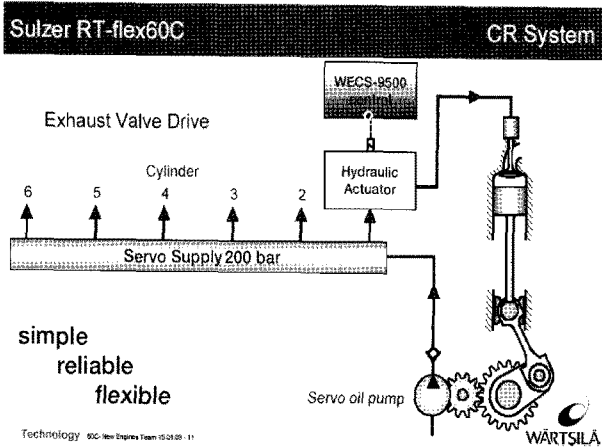 Sulzer RT-flex60C
CR System
WECS-9500
control
Exhaust Valve Drive
Cylinder
Hydraulic
Actuator
6 5 4 3 2
Servo Supply 200 bar
simple
reliable
flexible
Servo oil pump
Technology
WÄRTSILÄ